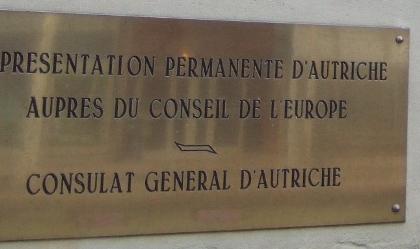 PRESENTATION PERMANENTE D'AUTRICHE
AUPRES DU CONSEIL DE L'EUROPE
CONSULAT GENERAL D'AUTRICHE